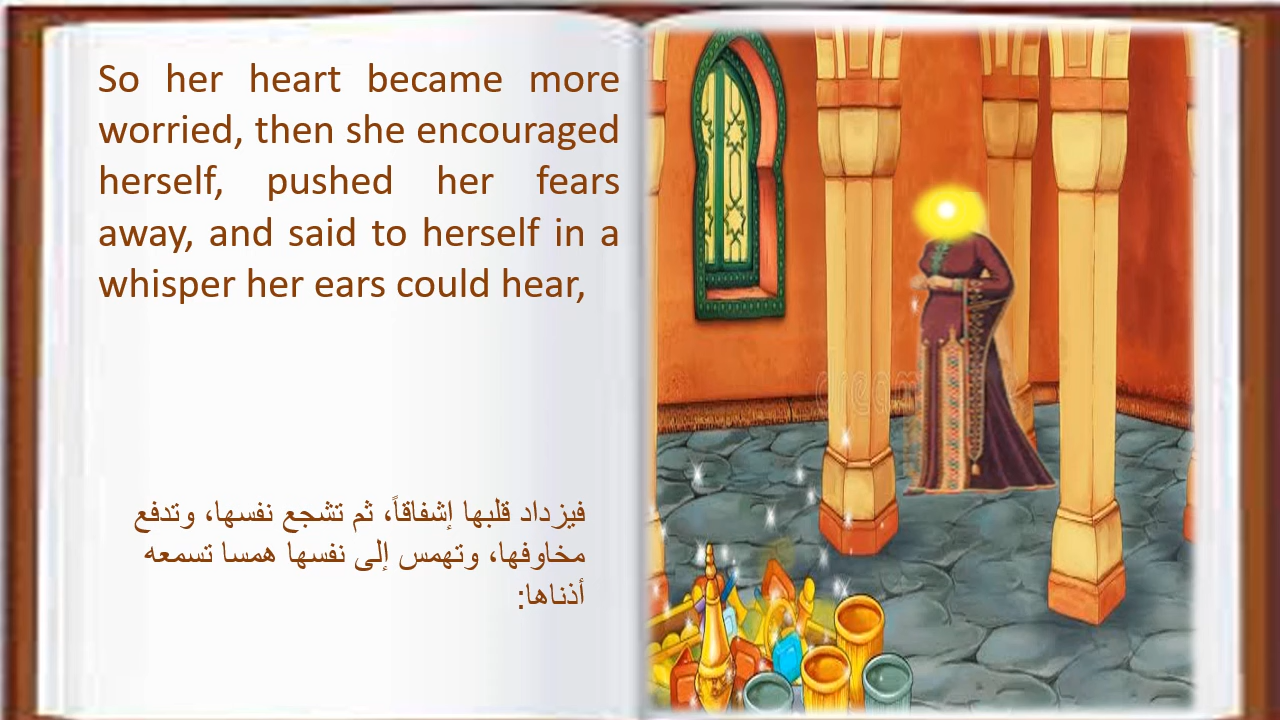 So her heart became more
worried, then she encouraged
herself, pushed her fears
away, and said to herself in a
whisper her ears could hear,
فيزداد قلبها إشفاقاً، ثم تشجع نفسها، وتدفع
مخاوفها، وتهمس إلى نفسها همسا تسمعه
أذناها: